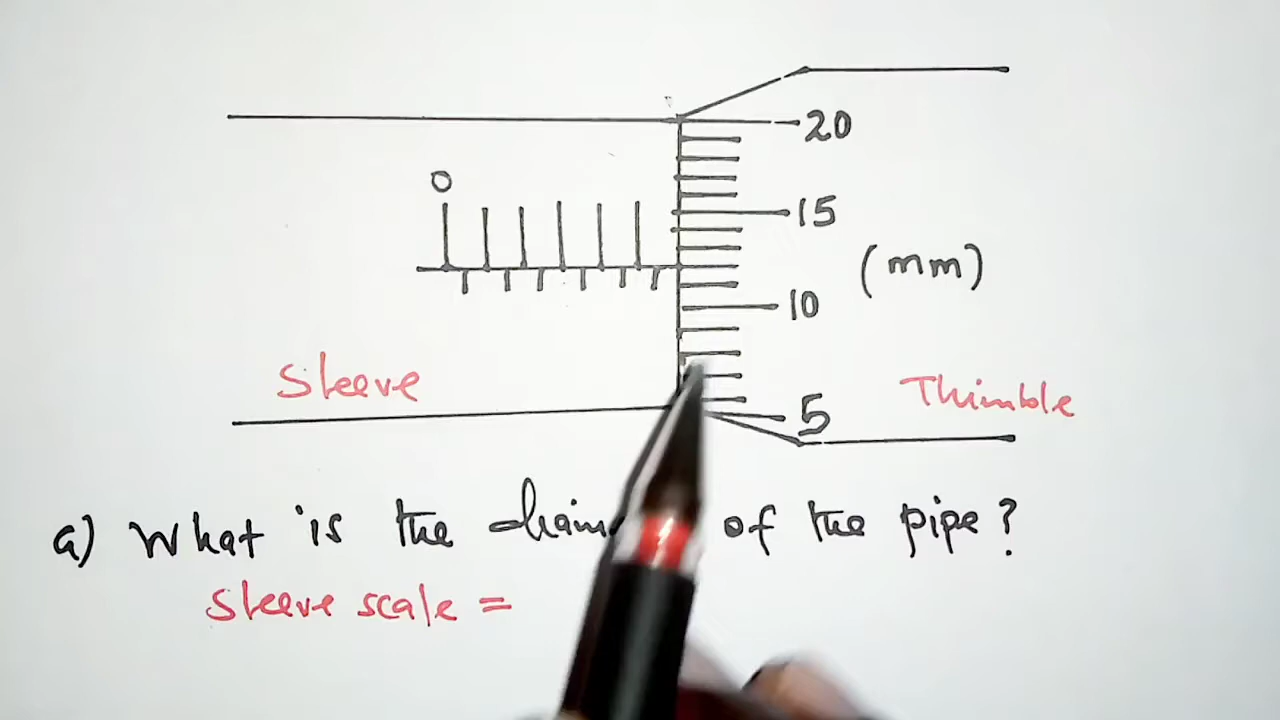 20
0
15
(mm)
10
Sleeve
Thimble
5
a) What is the of the pipe?
Sleeve scale =